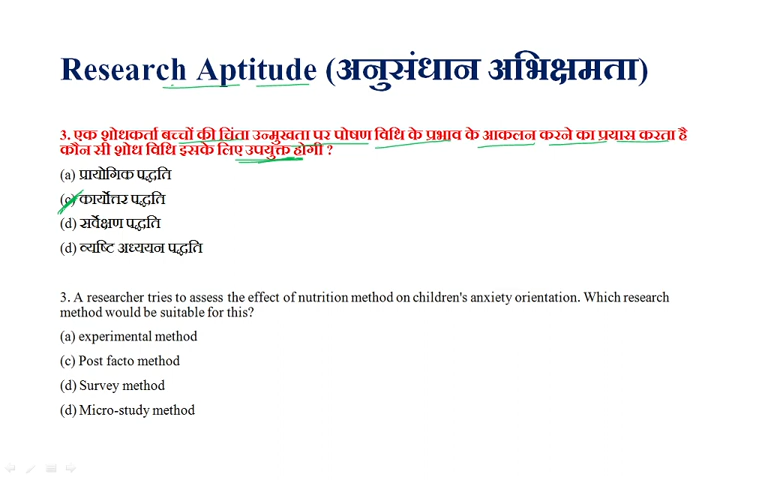 Research Aptitude (अनुसंधान अभिक्षमता)
3. एक शोधकर्ता बच्चों की चिंता उन्मुखता पर पोषण विधि के प्रभाव के आकलन करने का प्रयास करता है
कौन सी शोध विधि इसके लिए उपयुक्त होगी ?
(a) प्रायोगिक पद्धति
(c) कार्योत्तर पद्धति
(d) सर्वेक्षण पद्धति
(d) व्यष्टि अध्ययन पद्धति
3. A researcher tries to assess the effect of nutrition method on children's anxiety orientation. Which research
method would be suitable for this?
(a) experimental method
(c) Post facto method
(d) Survey method
(d) Micro-study method